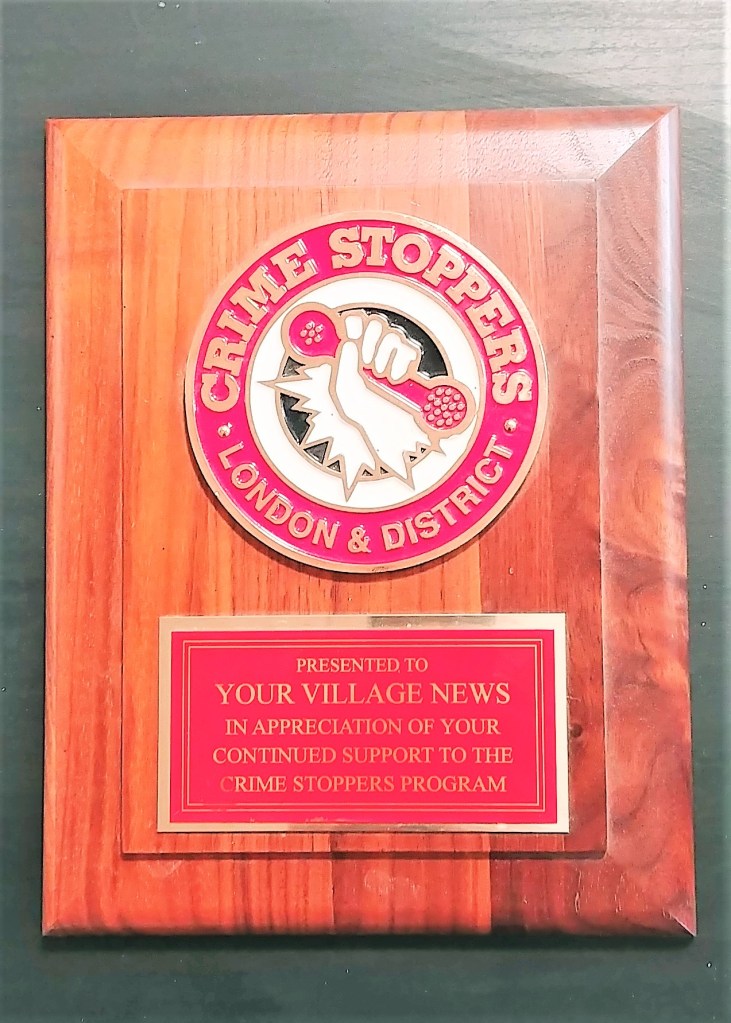 CRIME STOPPERS
LONDON & DISTRICT
PRESENTED TO
YOUR VILLAGE NEWS
IN APPRECIATION OF YOUR
CONTINUED SUPPORT TO THE
CRIME STOPPERS PROGRAM